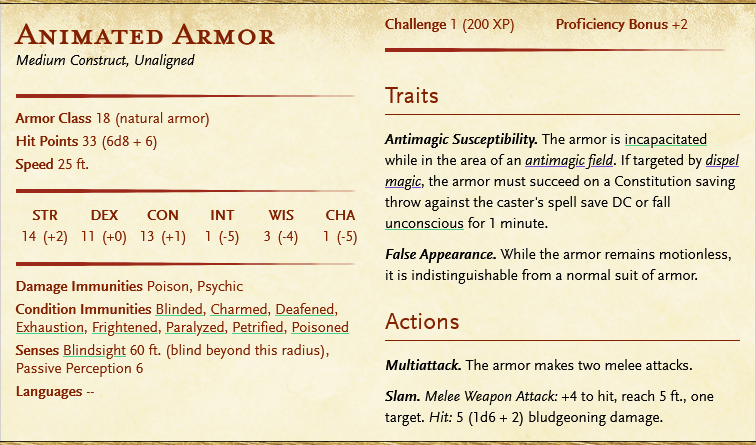 Animated Armor
Medium Construct, Unaligned
Armor Class 18 (natural armor)
Hit Points 33 (6d8 + 6)
Speed 25 ft.
STR DEX CON INT WIS CHA
14 (+2) 11 (+0) 13 (+1) 1 (-5) 3 (-4) 1 (-5)
Damage Immunities Poison, Psychic
Condition Immunities Blinded, Charmed, Deafened,
Exhaustion, Frightened, Paralyzed, Petrified, Poisoned
Senses Blindsight 60 ft. (blind beyond this radius),
Passive Perception 6
Languages --
Challenge 1 (200 XP) Proficiency Bonus +2
Traits
Antimagic Susceptibility. The armor is incapacitated
while in the area of an antimagic field. If targeted by dispel
magic, the armor must succeed on a Constitution saving
throw against the caster's spell save DC or fall
unconscious for 1 minute.
False Appearance. While the armor remains motionless,
it is indistinguishable from a normal suit of armor.
Actions
Multiattack. The armor makes two melee attacks.
Slam. Melee Weapon Attack: +4 to hit, reach 5 ft., one
target. Hit: 5 (1d6 + 2) bludgeoning damage.